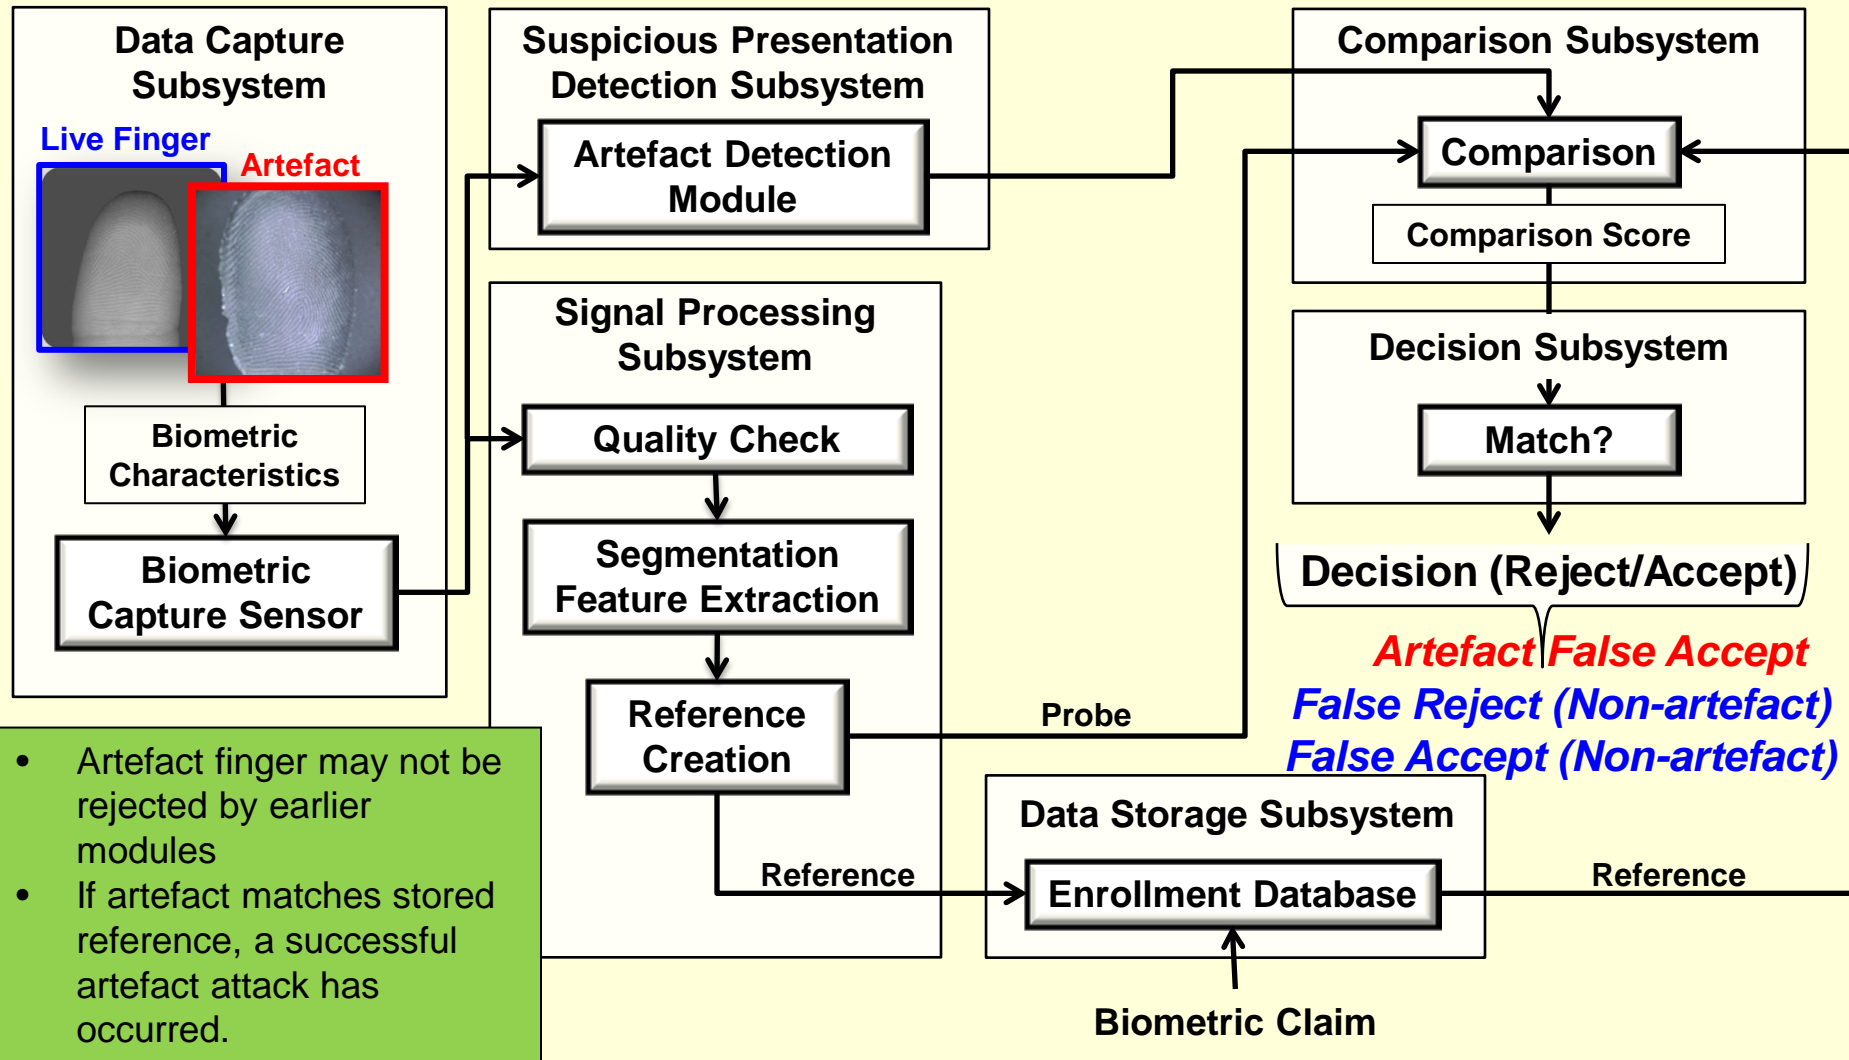 Data Capture
Subsystem
Live Finger
Artefact
Biometric
Characteristics
Biometric
Capture Sensor
Suspicious Presentation
Detection Subsystem
Artefact Detection
Module
Signal Processing
Subsystem
Quality Check
Segmentation
Feature Extraction
Reference
Creation
Probe
Reference
Comparison Subsystem
Comparison
Comparison Score
Decision Subsystem
Match?
Decision (Reject/Accept)
Artefact False Accept
False Reject (Non-artefact)
False Accept (Non-artefact)
Data Storage Subsystem
Enrollment Database
Reference
Biometric Claim
• Artefact finger may not be
rejected by earlier
modules
• If artefact matches stored
reference, a successful
artefact attack has
occurred.